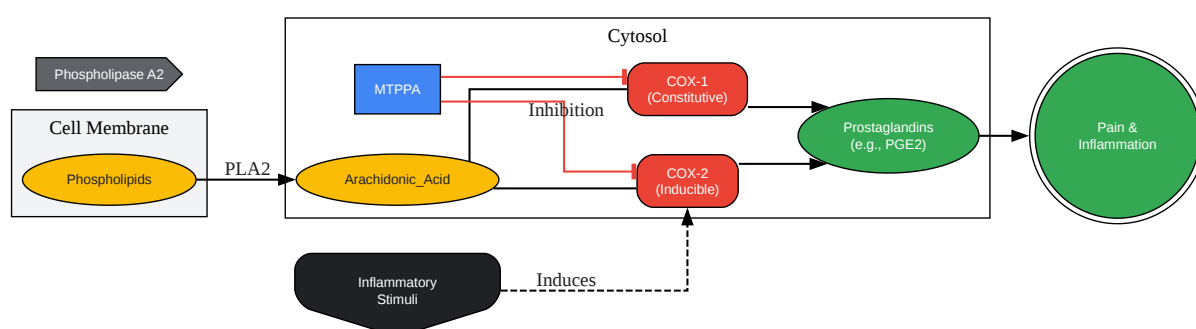 Cytosol
Phospholipase A2
MTPPA
COX-1
(Constitutive)
Inhibition
Cell Membrane
Prostaglandins
(e.g., PGE2)
Pain &
Inflammation
PLA2
Phospholipids
Arachidonic_Acid
COX-2
(Inducible)
Inflammatory
Stimuli
Induces